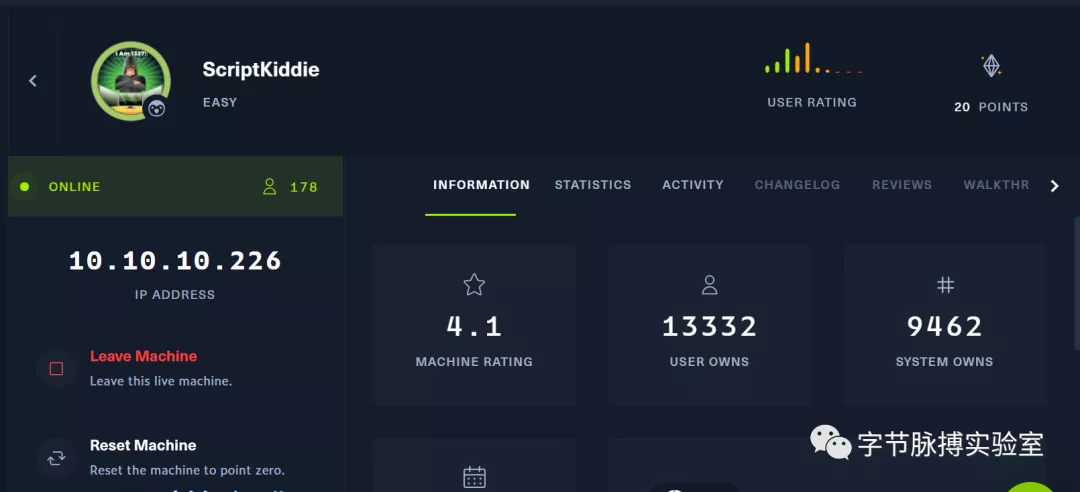 I Am 1337!
ScriptKiddie
EASY
USER RATING
20 POINTS
ONLINE
178
INFORMATION STATISTICS ACTIVITY CHANGELOG REVIEWS WALKTHR
10.10.10.226
IP ADDRESS
4.1
MACHINE RATING
13332
USER OWNS
9462
SYSTEM OWNS
Leave Machine
Leave this live machine.
Reset Machine
Reset the machine to point zero.
字节脉搏实验室